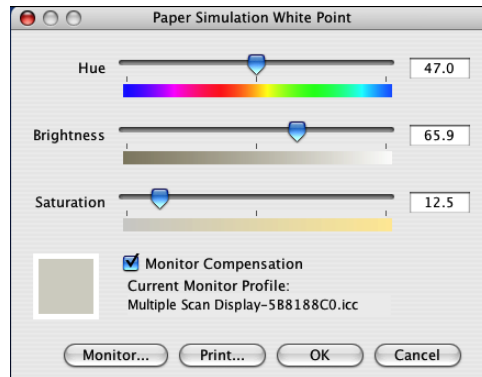 Paper Simulation White Point
Hue 47.0
Brightness 65.9
Saturation 12.5
Monitor Compensation
Current Monitor Profile:
Multiple Scan Display-5B8188C0.icc
Monitor... Print... OK Cancel